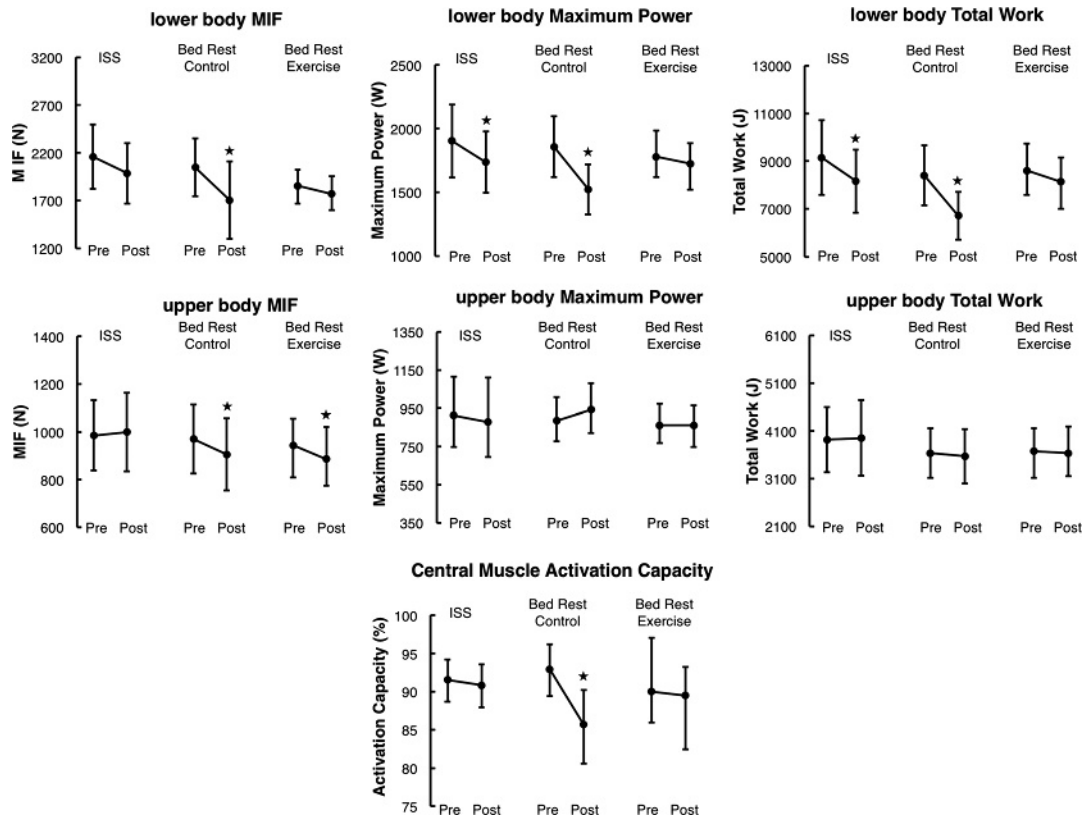 lower body MIF
ISS
Bed Rest
Control
Bed Rest
Exercise
M IF (N)
3200
2700
2200
1700
1200
Pre Post
Pre Post
Pre Post
lower body Maximum Power
ISS
Bed Rest
Control
Bed Rest
Exercise
Maximum Power (W)
2500
2000
1500
1000
Pre Post
Pre Post
Pre Post
lower body Total Work
ISS
Bed Rest
Control
Bed Rest
Exercise
Total Work (J)
13000
11000
9000
7000
5000
Pre Post
Pre Post
Pre Post
upper body MIF
ISS
Bed Rest
Control
Bed Rest
Exercise
MIF (N)
1400
1200
1000
800
600
Pre Post
Pre Post
Pre Post
upper body Maximum Power
ISS
Bed Rest
Control
Bed Rest
Exercise
Maximum Power (W)
1350
1150
950
750
550
350
Pre Post
Pre Post
Pre Post
upper body Total Work
ISS
Bed Rest
Control
Bed Rest
Exercise
Total Work (J)
6100
5100
4100
3100
2100
Pre Post
Pre Post
Pre Post
Central Muscle Activation Capacity
ISS
Bed Rest
Control
Bed Rest
Exercise
Activation Capacity (%)
100
95
90
85
80
75
Pre Post
Pre Post
Pre Post